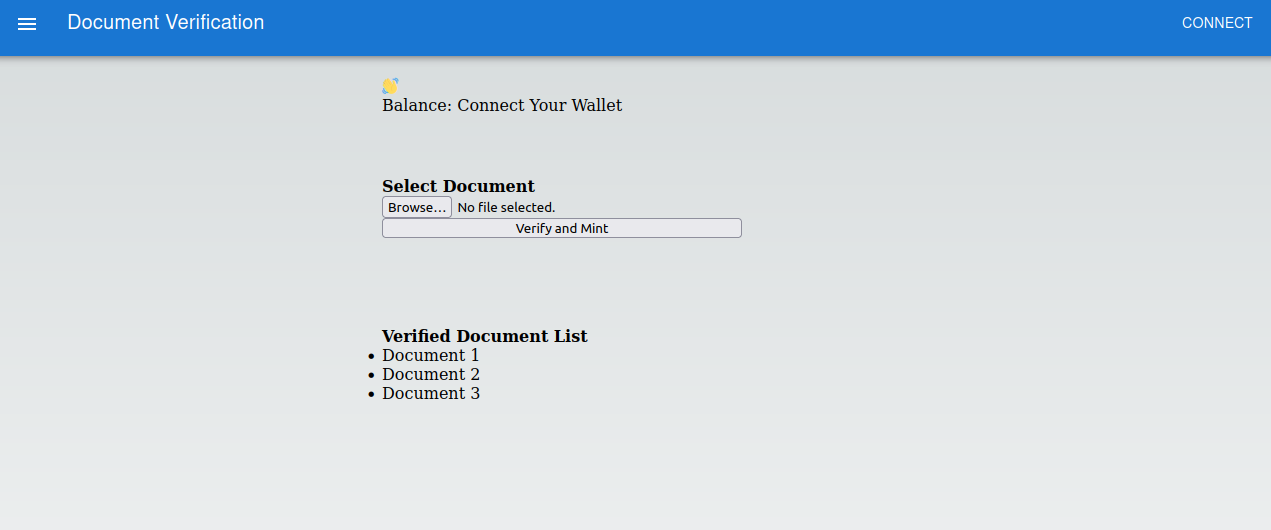 Document Verification
CONNECT
👋
Balance: Connect Your Wallet
Select Document
Browse... No file selected.
Verify and Mint
Verified Document List
• Document 1
• Document 2
• Document 3